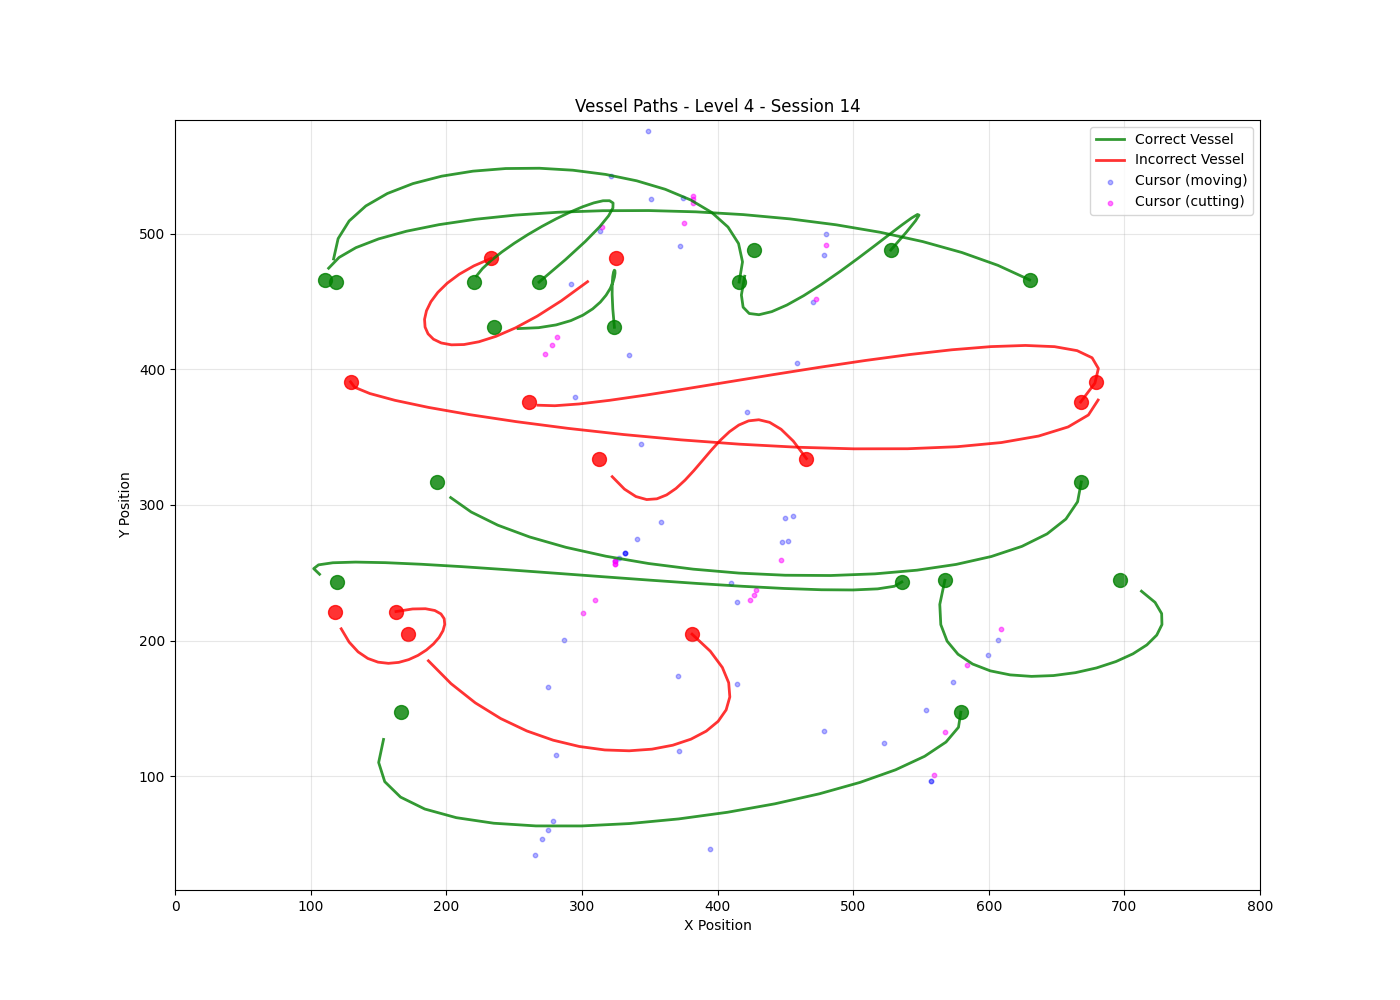 Vessel Paths - Level 4 - Session 14
Correct Vessel
Incorrect Vessel
Cursor (moving)
Cursor (cutting)
500
400
300
200
100
Y Position
0 100 200 300 400 500 600 700 800
X Position